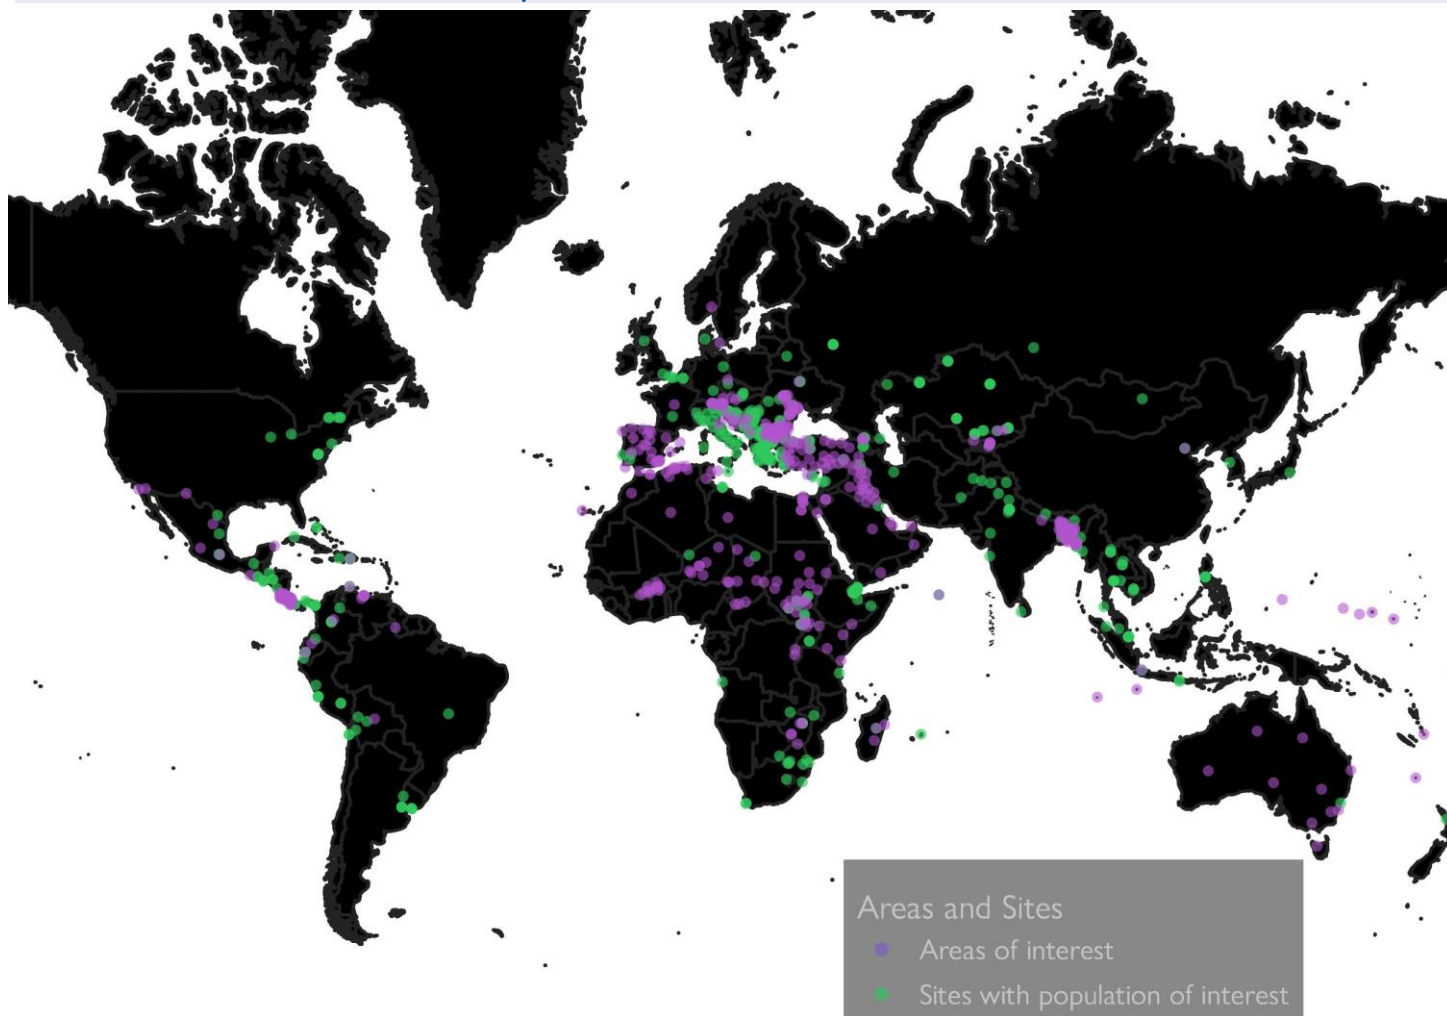 Areas and Sites
Areas of interest
Sites with population of interest